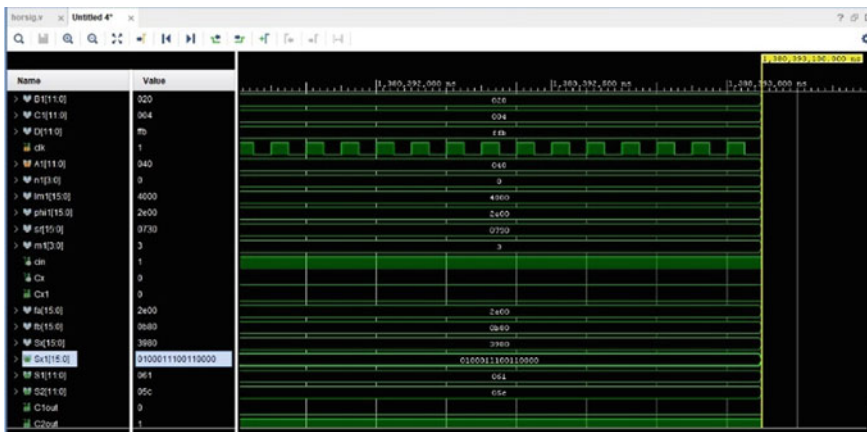 horsig.v × Untitled 4* ×
1,380,393,100.000 ns
Name Value
1,380,392,000 ns 1,380,392,500 ns 1,380,393,000 ns
B1[11:0] 020 020
C1[11:0] 004 004
D[11:0] ffb ffb
clk 1
A1[11:0] 040 040
n1[3:0] 0 0
lm1[15:0] 4000 4000
phi1[15:0] 2e00 2e00
sr[15:0] 0730 0730
m1[3:0] 3 3
cin 1
Cx 0
Cx1 0
fa[15:0] 2e00 2e00
fb[15:0] 0b80 0b80
Sx[15:0] 3980 3980
Sx1[15:0] 0100011100110000 0100011100110000
S1[11:0] 061 061
S2[11:0] 05c 05c
C1out 0
C2out 1